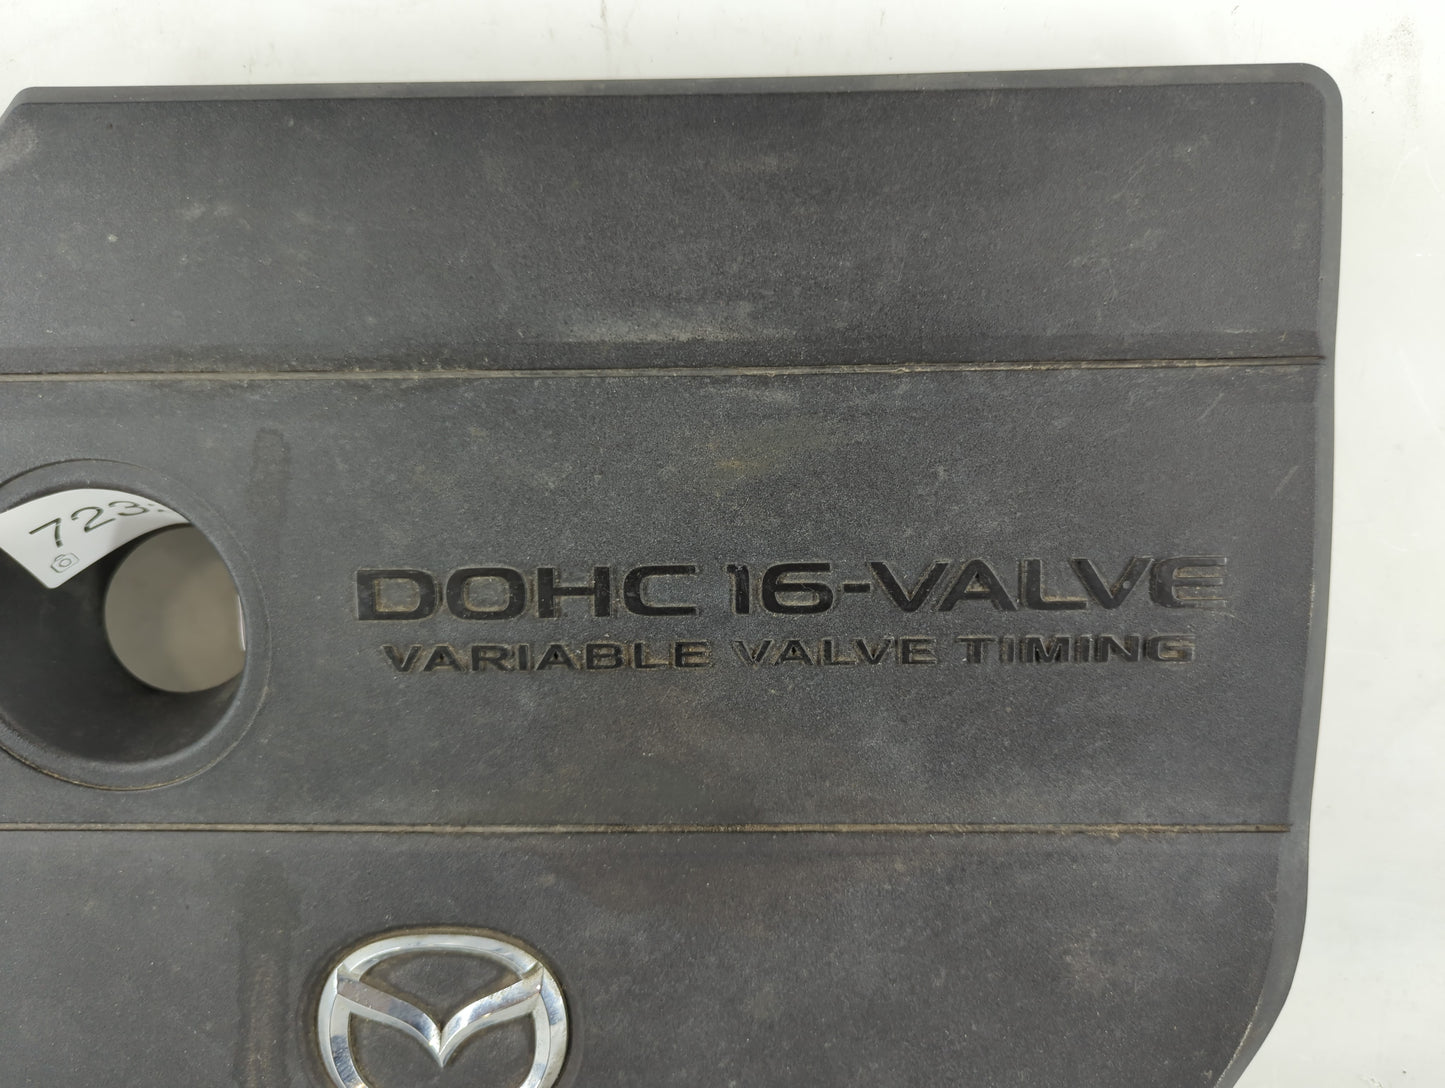 723
DOHC 16-VALVE
VARIABLE VALVE TIMING